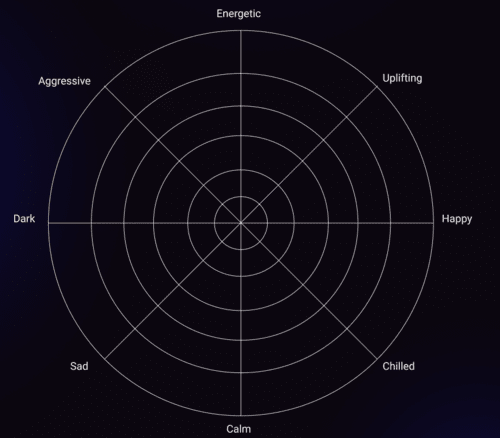 Energetic
Aggressive
Uplifting
Dark
Happy
Sad
Chilled
Calm